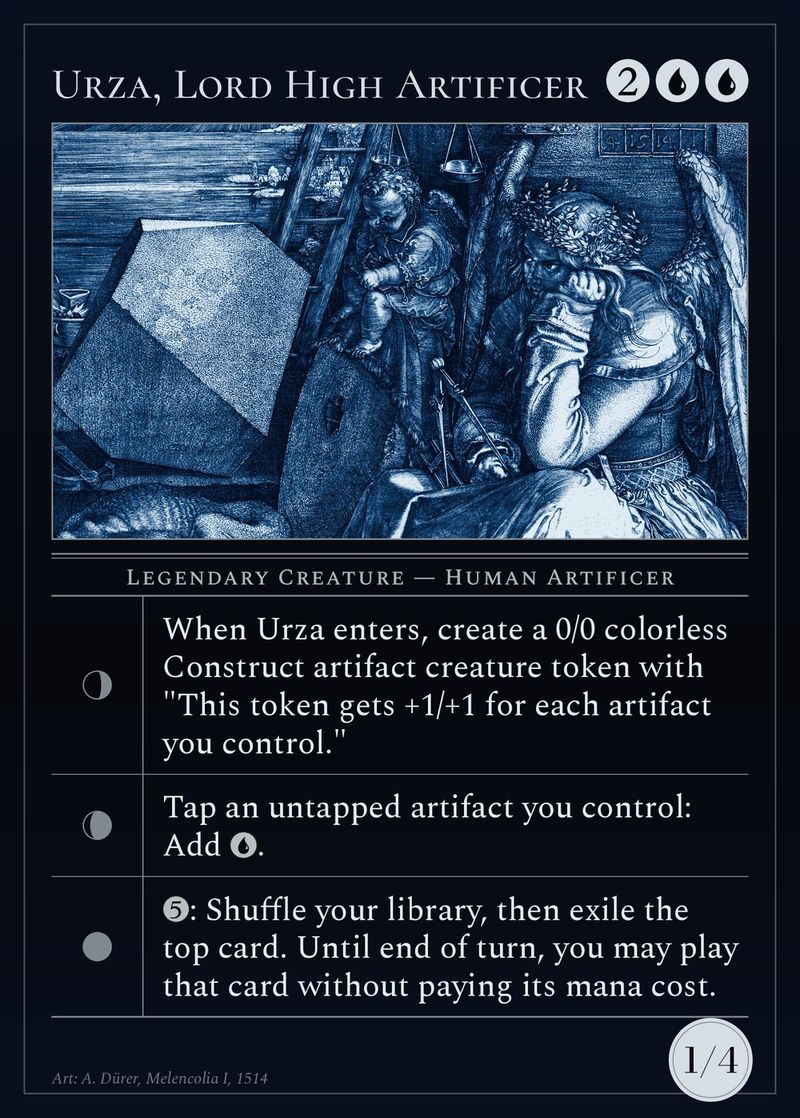 Urza, Lord High Artificer 2
Legendary Creature — Human Artificer
When Urza enters, create a 0/0 colorless
Construct artifact creature token with
"This token gets +1/+1 for each artifact
you control."
Tap an untapped artifact you control:
Add .
5: Shuffle your library, then exile the
top card. Until end of turn, you may play
that card without paying its mana cost.
1/4
Art: A. Dürer, Melencolia I, 1514